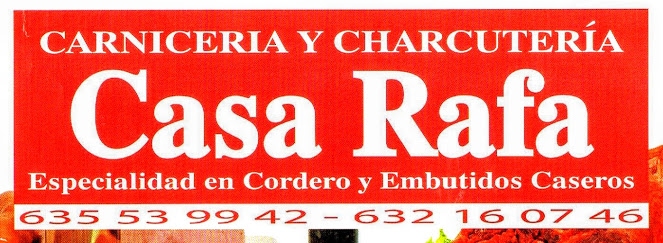 CARNICERIA Y CHARCUTERÍA
Casa Rafa
Especialidad en Cordero y Embutidos Caseros
635 53 99 42 - 632 16 07 46